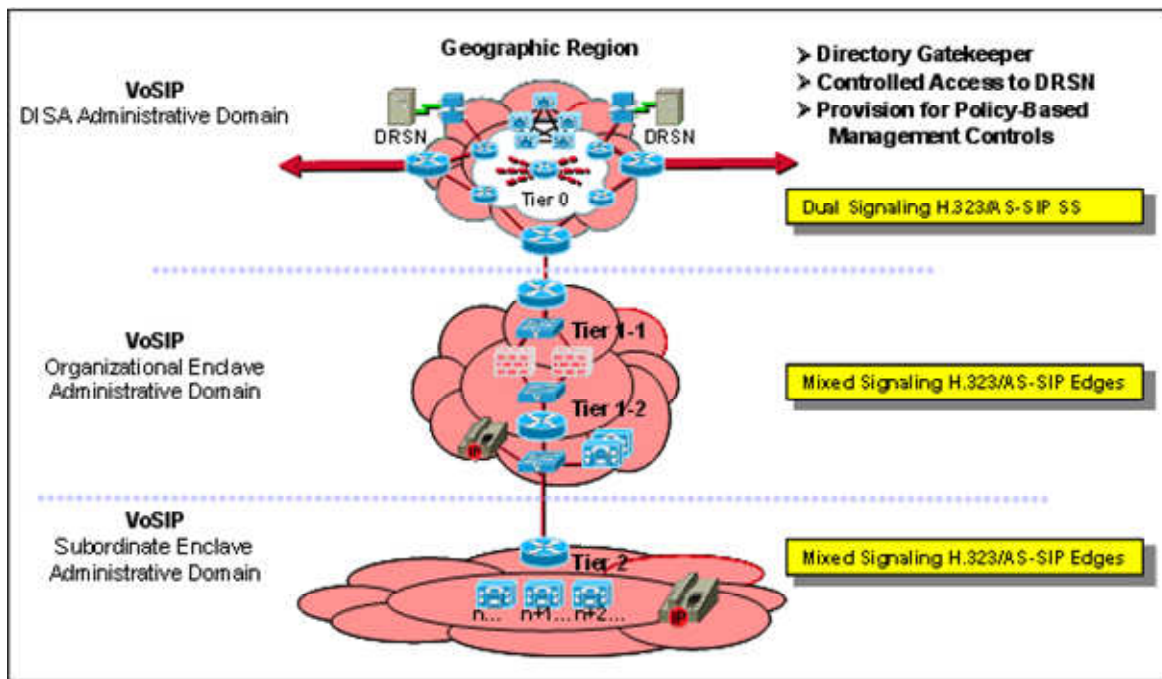 Geographic Region
VoSIP
DISA Administrative Domain
➢ Directory Gatekeeper
➢ Controlled Access to DRSN
➢ Provision for Policy-Based
Management Controls
DRSN
DRSN
Tier 0
Dual Signaling H.323/AS-SIP SS
VoSIP
Organizational Enclave
Administrative Domain
Tier 1-1
Tier 1-2
IP
Mixed Signaling H.323/AS-SIP Edges
VoSIP
Subordinate Enclave
Administrative Domain
Tier 2
n...
n+1...
n+2...
IP
Mixed Signaling H.323/AS-SIP Edges